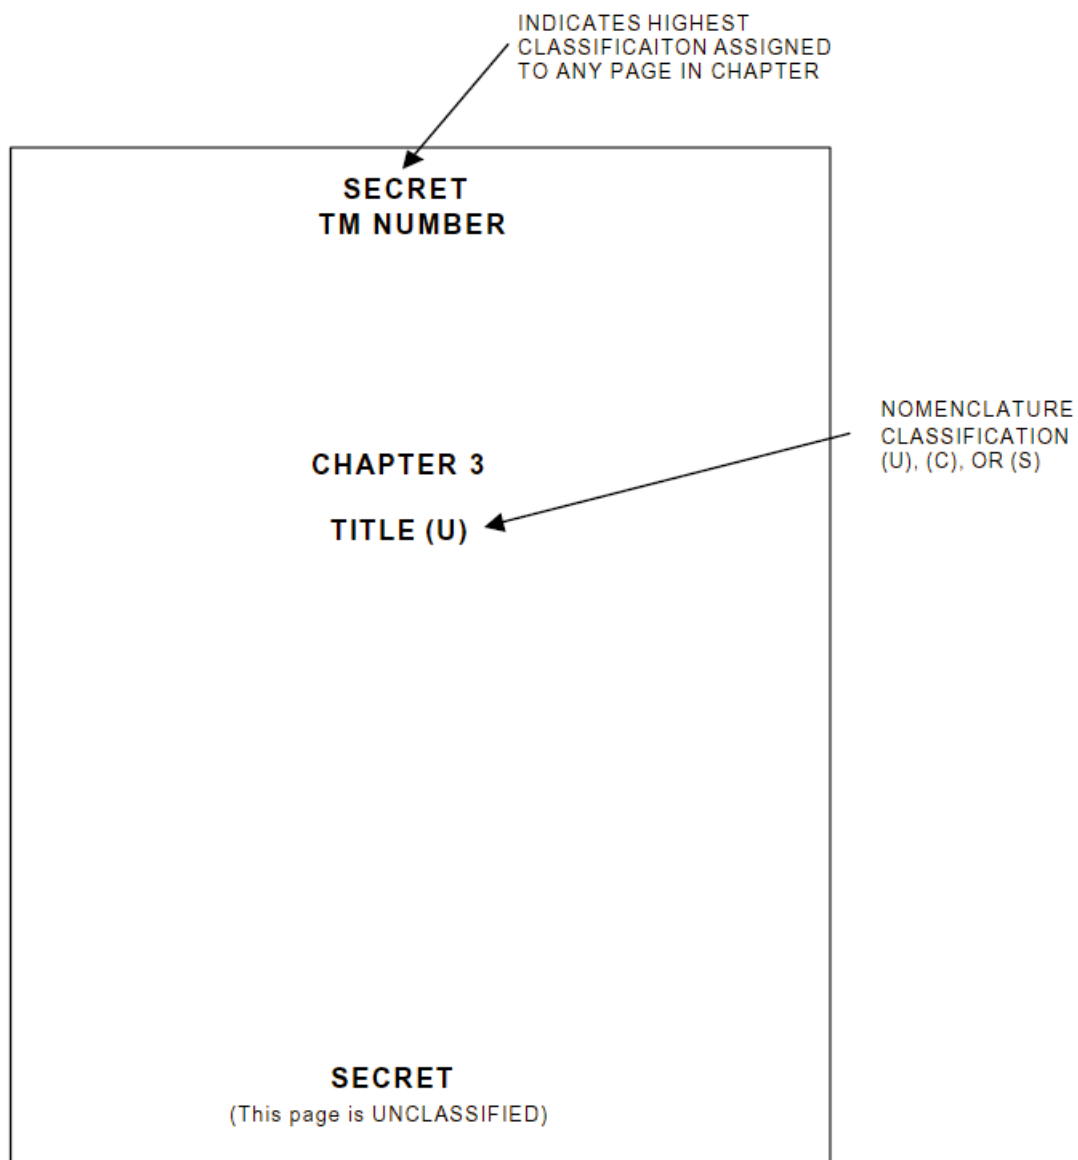 INDICATES HIGHEST
CLASSIFICAITON ASSIGNED
TO ANY PAGE IN CHAPTER
SECRET
TM NUMBER
NOMENCLATURE
CLASSIFICATION
(U), (C), OR (S)
CHAPTER 3
TITLE (U)
SECRET
(This page is UNCLASSIFIED)